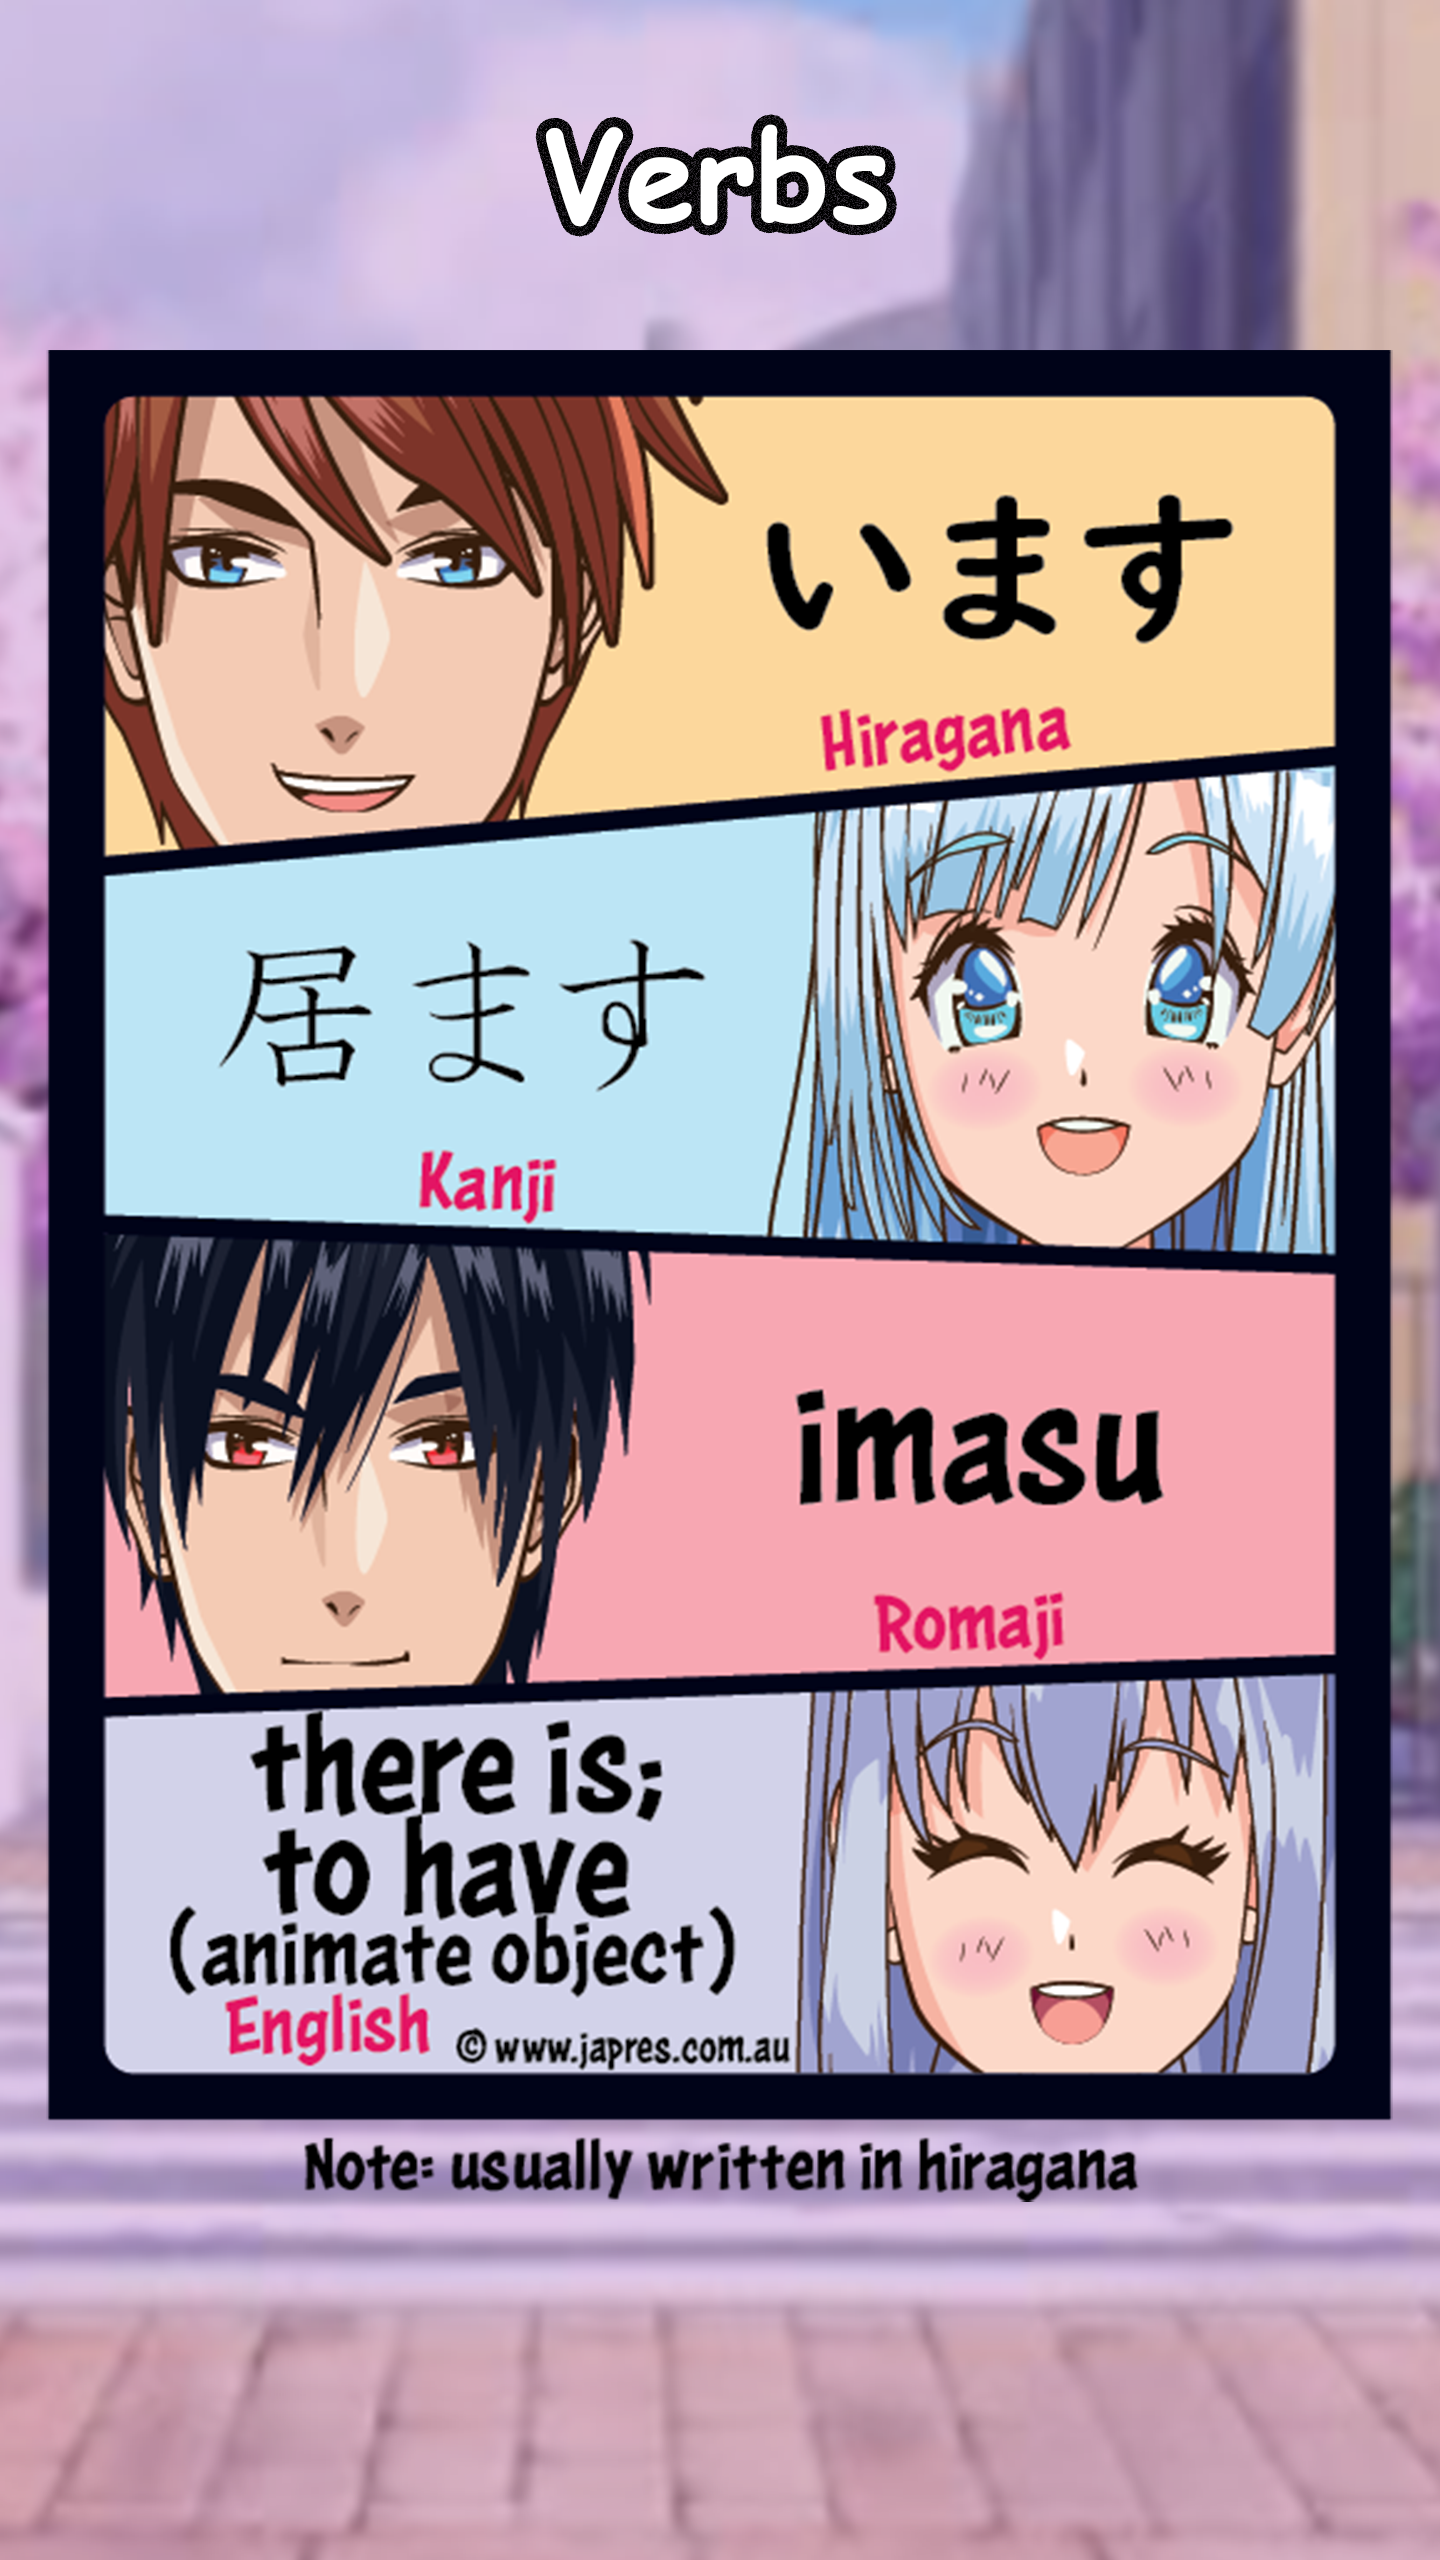 Verbs
います
Hiragana
居ます
Kanji
imasu
Romaji
there is;
to have
(animate object)
English
© www.japres.com.au
Note: usually written in hiragana